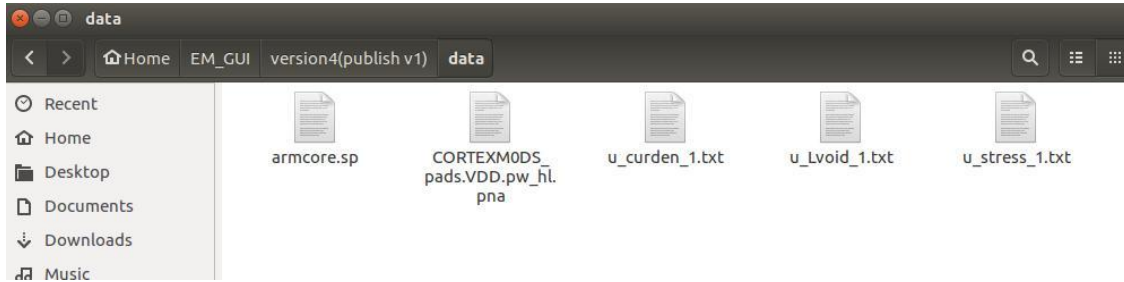 data
Home EM_GUI version4(publish v1) data
Recent
Home
Desktop
Documents
Downloads
Music
armcore.sp
CORTEXM0DS_
pads.VDD.pw_hl.
pna
u_curden_1.txt
u_Lvoid_1.txt
u_stress_1.txt